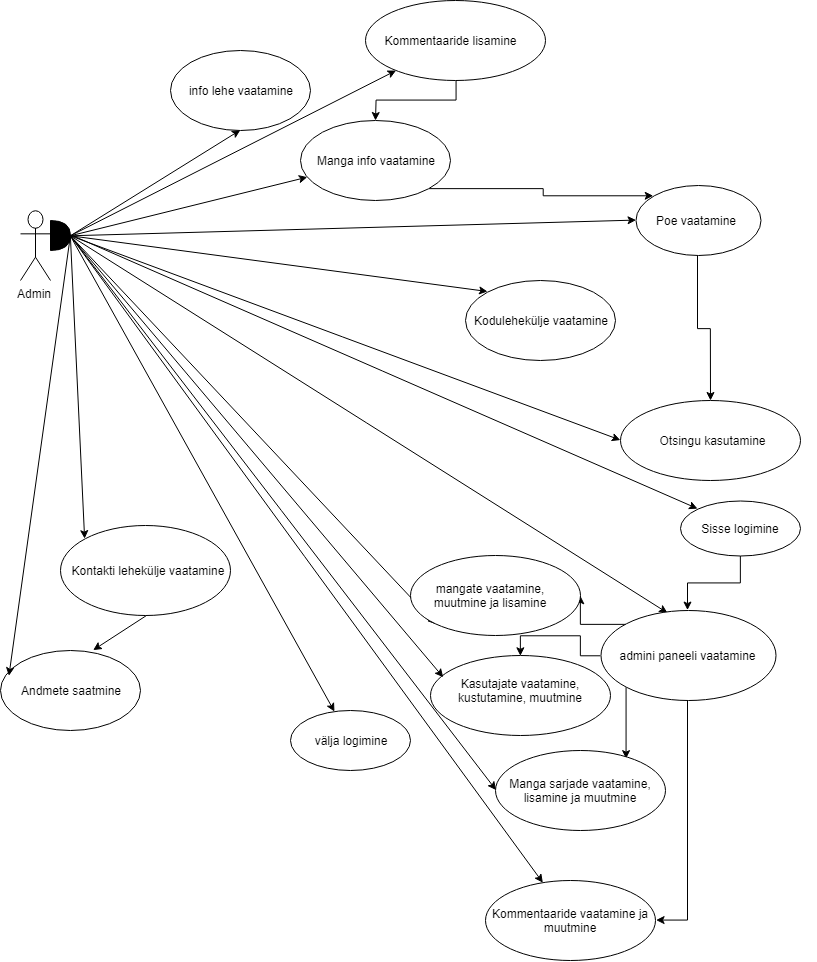 Kommentaaride lisamine
info lehe vaatamine
Manga info vaatamine
Poe vaatamine
Admin
Kodulehekülje vaatamine
Otsingu kasutamine
Sisse logimine
Kontakti lehekülje vaatamine
mangate vaatamine,
muutmine ja lisamine
admini paneeli vaatamine
Kasutajate vaatamine,
kustutamine, muutmine
Andmete saatmine
välja logimine
Manga sarjade vaatamine,
lisamine ja muutmine
Kommentaaride vaatamine ja
muutmine